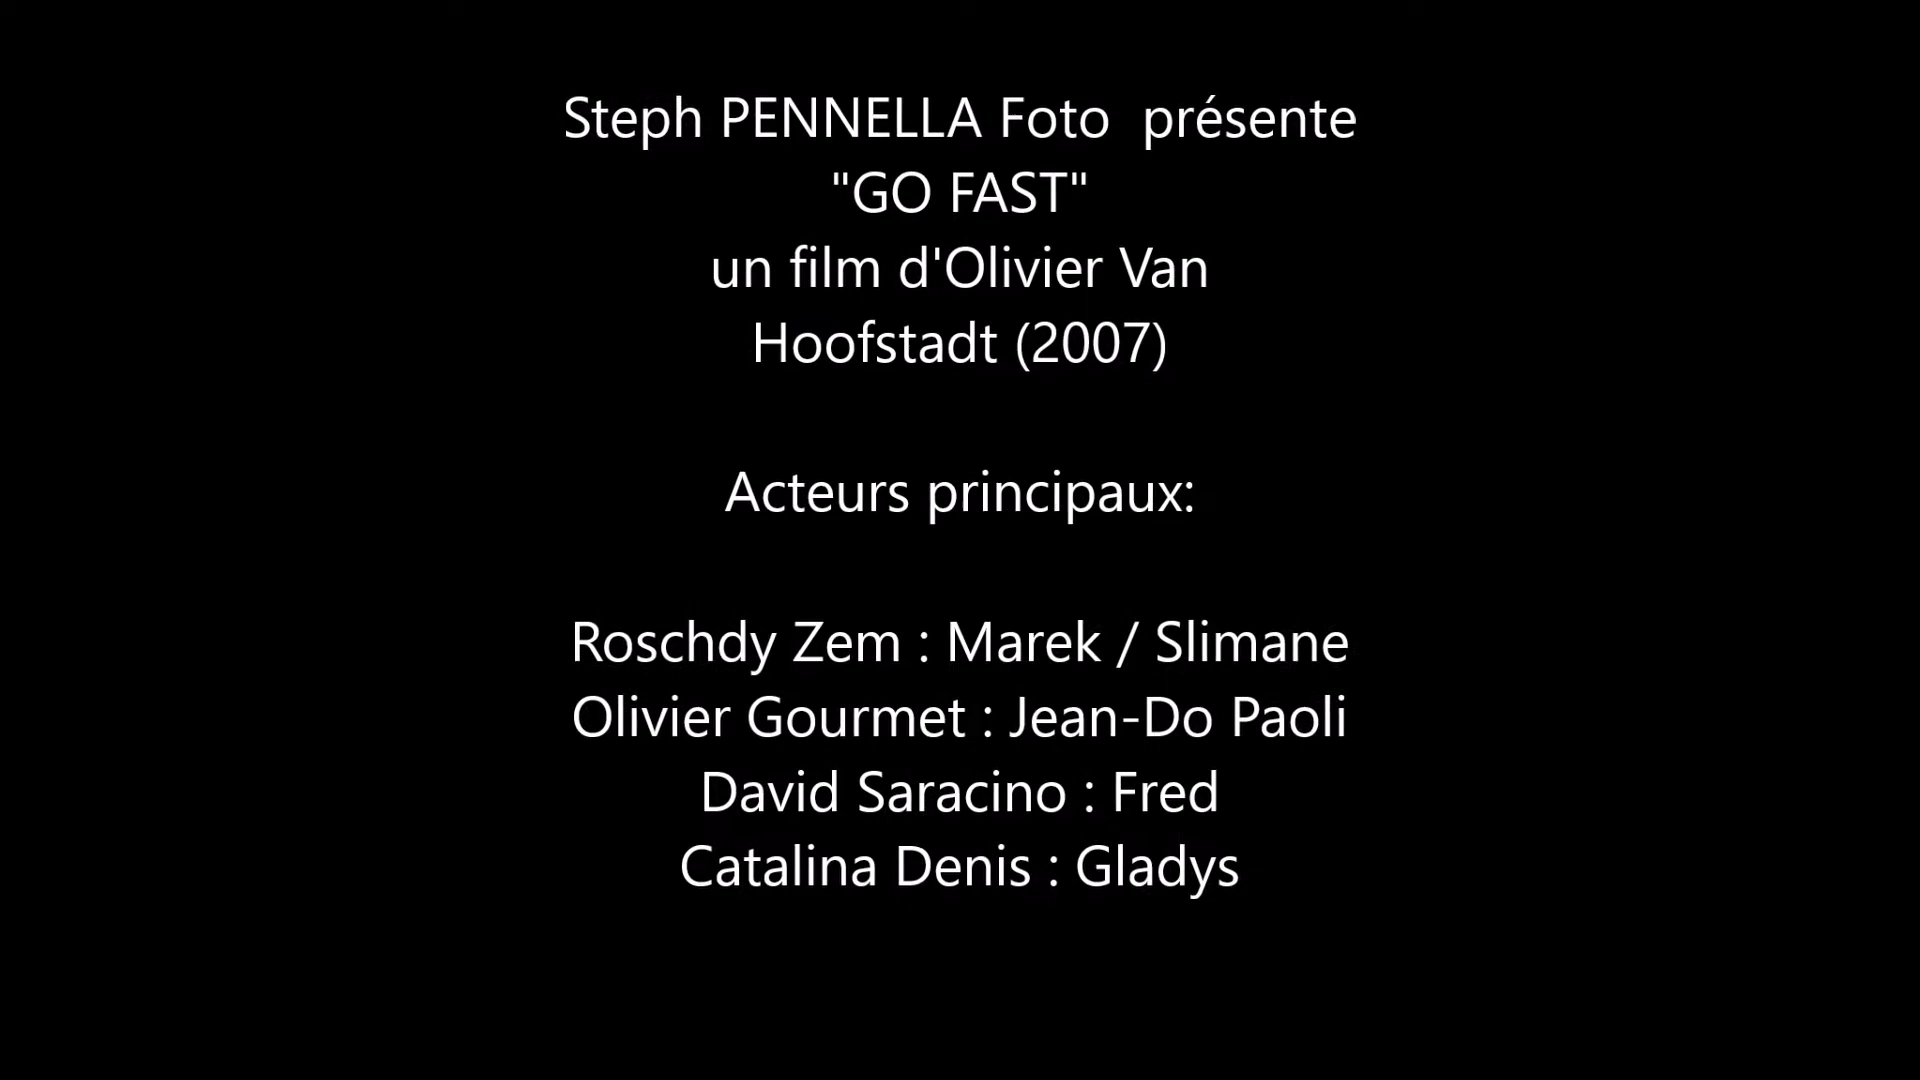 Steph PENNELLA Foto  présente
"GO FAST"
un film d'Olivier Van
Hoofstadt (2007)
Acteurs principaux:
Roschdy Zem : Marek / Slimane
Olivier Gourmet : Jean-Do Paoli
David Saracino : Fred
Catalina Denis : Gladys